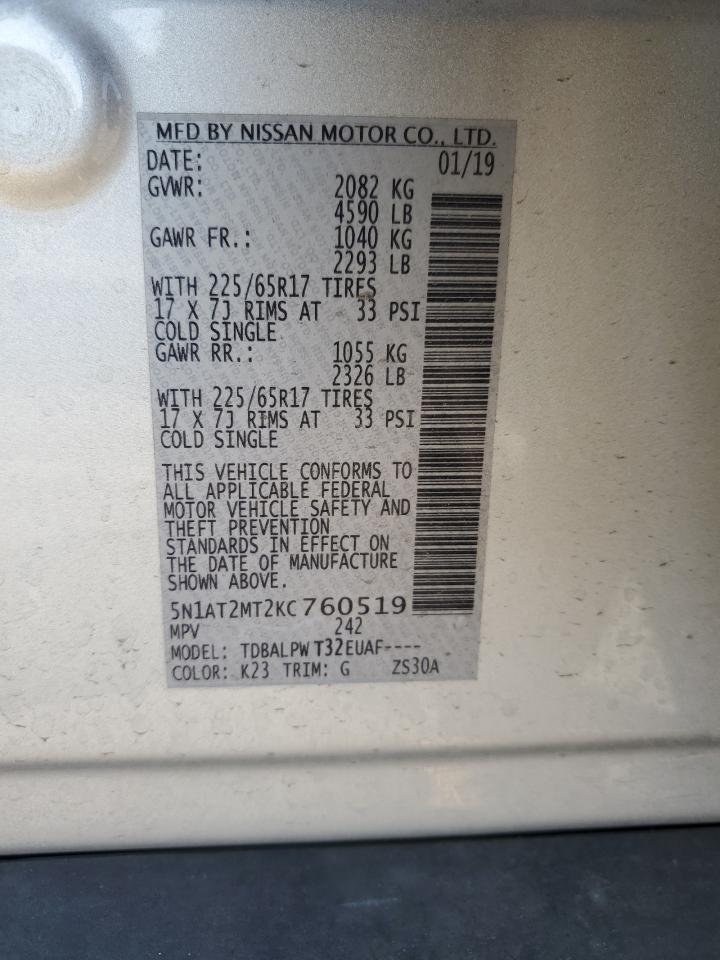 MFD BY NISSAN MOTOR CO., LTD.
DATE: 01/19
GVWR: 2082 KG
4590 LB
GAWR FR.: 1040 KG
2293 LB
WITH 225/65R17 TIRES
17 X 7J RIMS AT 33 PSI
COLD SINGLE
GAWR RR.: 1055 KG
2326 LB
WITH 225/65R17 TIRES
17 X 7J RIMS AT 33 PSI
COLD SINGLE
THIS VEHICLE CONFORMS TO
ALL APPLICABLE FEDERAL
MOTOR VEHICLE SAFETY AND
THEFT PREVENTION
STANDARDS IN EFFECT ON
THE DATE OF MANUFACTURE
SHOWN ABOVE.
5N1AT2MT2KC760519
MPV 242
MODEL: TDBALPW T32EUAF----
COLOR: K23 TRIM: G ZS30A